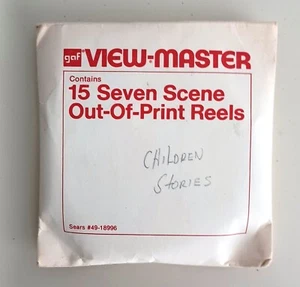 gaf VIEW-MASTER
Contains
15 Seven Scene
Out-Of-Print Reels
CHILDREN
STORIES
Sears #49-18996